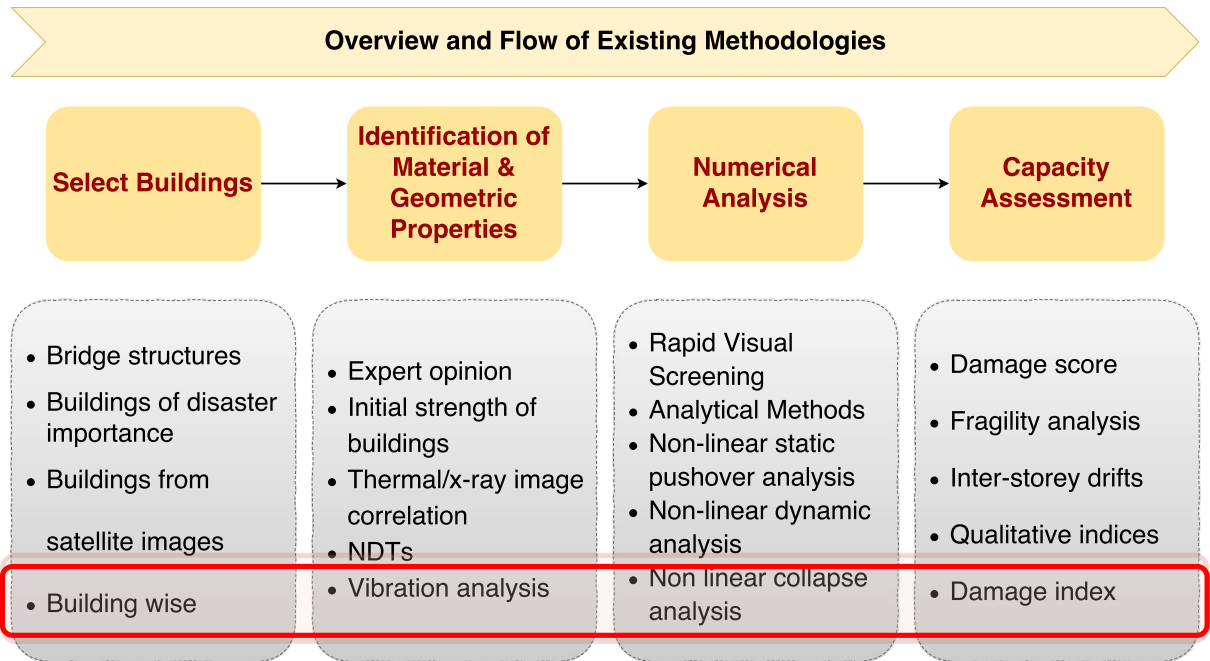 Overview and Flow of Existing Methodologies
Select Buildings
Identification of
Material &
Geometric
Properties
Numerical
Analysis
Capacity
Assessment
• Bridge structures
• Buildings of disaster
importance
• Buildings from
satellite images
• Building wise
• Expert opinion
• Initial strength of
buildings
• Thermal/x-ray image
correlation
• NDTs
• Vibration analysis
• Rapid Visual
Screening
• Analytical Methods
• Non-linear static
pushover analysis
• Non-linear dynamic
analysis
• Non linear collapse
analysis
• Damage score
• Fragility analysis
• Inter-storey drifts
• Qualitative indices
• Damage index